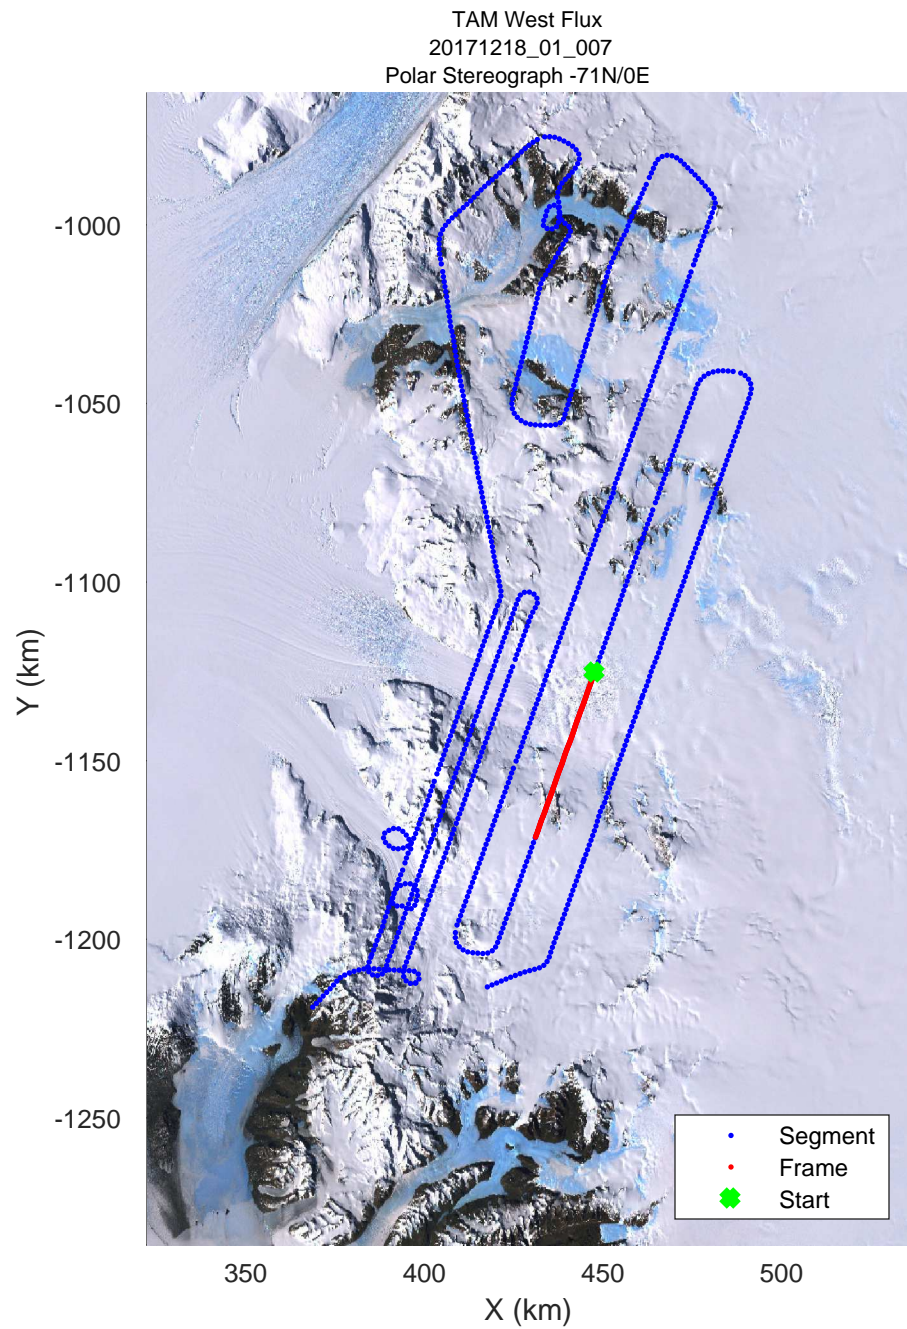 TAM West Flux
20171218_01_007
Polar Stereograph -71N/0E
-1000
-1050
-1100
-1150
-1200
-1250
Y (km)
350
400
450
500
X (km)
Segment
Frame
Start